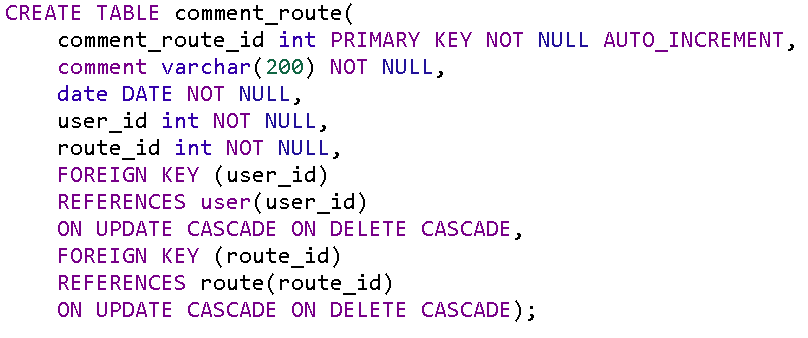 CREATE TABLE comment_route(
    comment_route_id int PRIMARY KEY NOT NULL AUTO_INCREMENT,
    comment varchar(200) NOT NULL,
    date DATE NOT NULL,
    user_id int NOT NULL,
    route_id int NOT NULL,
    FOREIGN KEY (user_id)
    REFERENCES user(user_id)
    ON UPDATE CASCADE ON DELETE CASCADE,
    FOREIGN KEY (route_id)
    REFERENCES route(route_id)
    ON UPDATE CASCADE ON DELETE CASCADE);